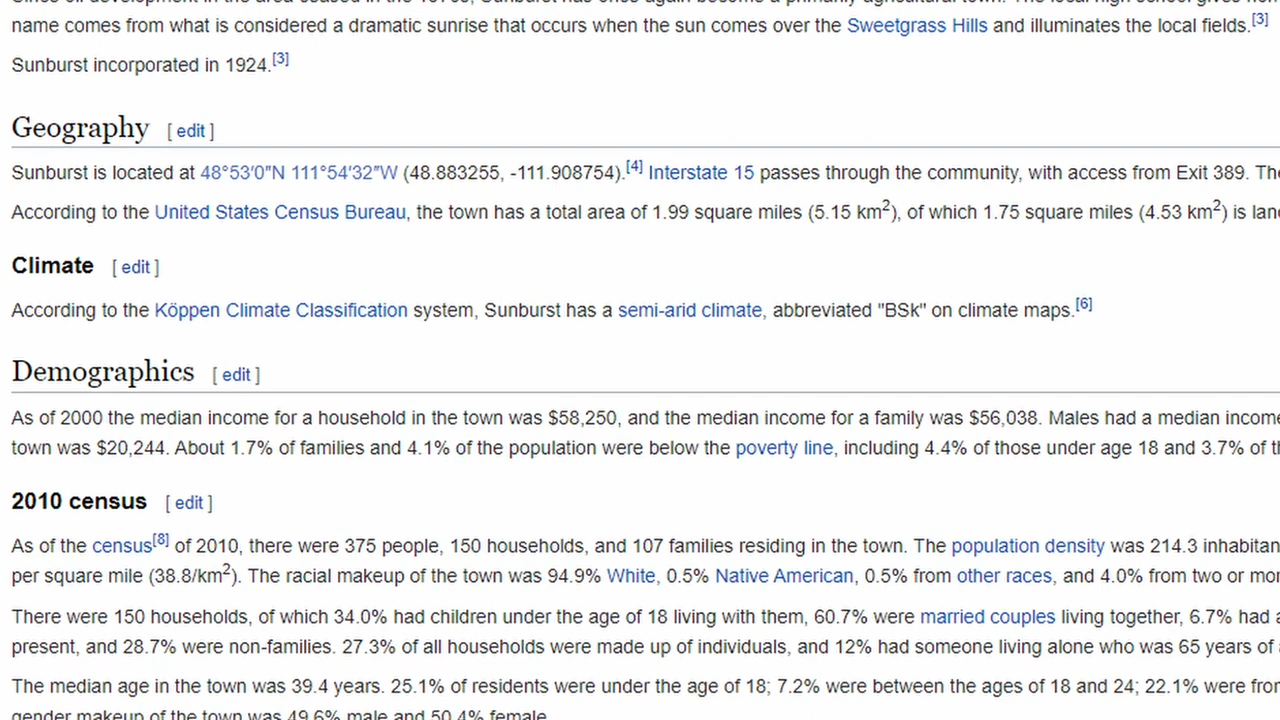 name comes from what is considered a dramatic sunrise that occurs when the sun comes over the Sweetgrass Hills and illuminates the local fields.[3]
Sunburst incorporated in 1924.[3]
Geography [ edit ]
Sunburst is located at 48°53′0″N 111°54′32″W (48.883255, -111.908754).[4] Interstate 15 passes through the community, with access from Exit 389. The
According to the United States Census Bureau, the town has a total area of 1.99 square miles (5.15 km2), of which 1.75 square miles (4.53 km2) is
Climate [ edit ]
According to the Köppen Climate Classification system, Sunburst has a semi-arid climate, abbreviated "BSk" on climate maps.[6]
Demographics [ edit ]
As of 2000 the median income for a household in the town was $58,250, and the median income for a family was $56,038. Males had a median income
town was $20,244. About 1.7% of families and 4.1% of the population were below the poverty line, including 4.4% of those under age 18 and 3.7% of
2010 census [ edit ]
As of the census[8] of 2010, there were 375 people, 150 households, and 107 families residing in the town. The population density was 214.3
per square mile (38.8/km2). The racial makeup of the town was 94.9% White, 0.5% Native American, 0.5% from other races, and 4.0% from two or
There were 150 households, of which 34.0% had children under the age of 18 living with them, 60.7% were married couples living together, 6.7% had
present, and 28.7% were non-families. 27.3% of all households were made up of individuals, and 12% had someone living alone who was 65 years of
The median age in the town was 39.4 years. 25.1% of residents were under the age of 18; 7.2% were between the ages of 18 and 24; 22.1% were
gender makeup of the town was 49.6% male and 50.4% female.